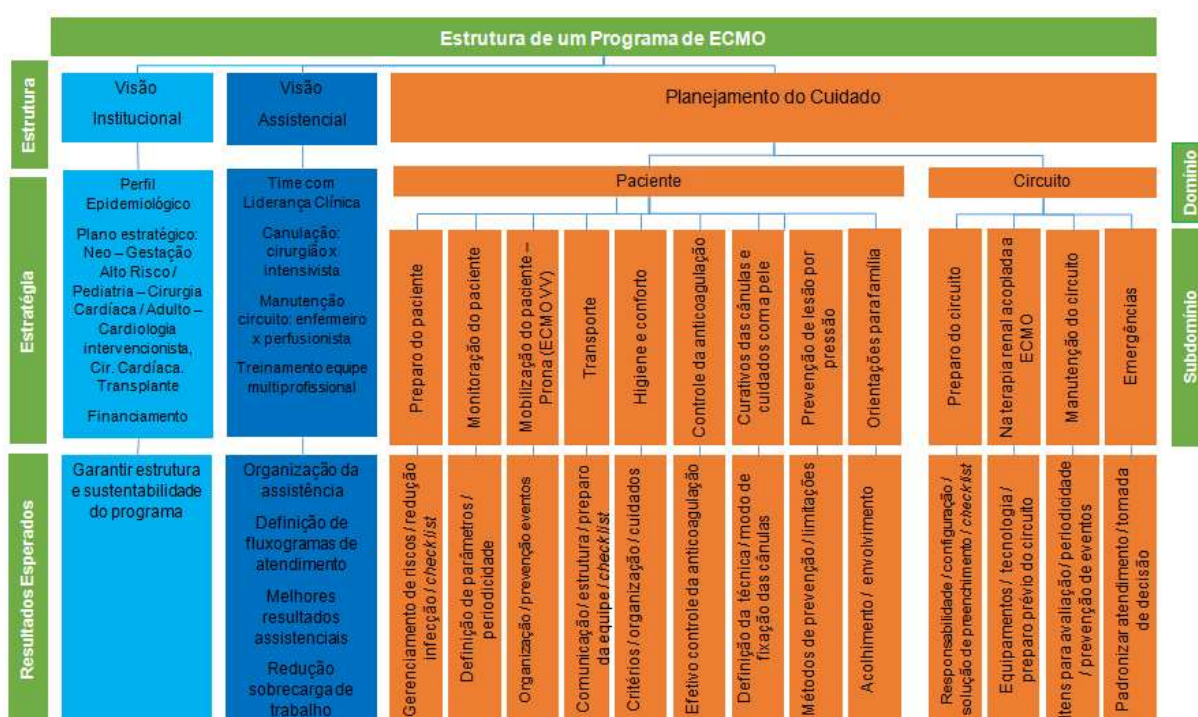 Estrutura de um Programa de ECMO
Estrutura
Visão
Institucional
Visão
Assistencial
Planejamento do Cuidado
Domínio
Estratégia
Perfil
Epidemiológico
Plano estratégico:
Neo – Gestação
Alto Risco /
Pediatria – Cirurgia
Cardíaca / Adulto –
Cardiologia
intervencionista,
Cir. Cardíaca.
Transplante
Financiamento
Time com
Liderança Clínica
Canulação:
cirurgião x
intensivista
Manutenção
circuito: enfermeiro
x perfusionista
Treinamento equipe
multiprofissional
Paciente
Circuito
Subdomínio
Preparo do paciente
Monitoração do paciente
Mobilização do paciente –
Prona (ECMO VV)
Transporte
Higiene e conforto
Controle da anticoagulação
Curativos das cânulas e
cuidados com a pele
Prevenção de lesão por
pressão
Orientações para família
Preparo do circuito
Na terapia renal acoplada a
ECMO
Manutenção do circuito
Emergências
Resultados Esperados
Garantir estrutura
e sustentabilidade
do programa
Organização da
assistência
Definição de
fluxogramas de
atendimento
Melhores
resultados
assistenciais
Redução
sobrecarga de
trabalho
Gerenciamento de riscos / redução
infecção / checklist
Definição de parâmetros /
periodicidade
Organização / prevenção eventos
Comunicação / estrutura / preparo
da equipe / checklist
Critérios / organização / cuidados
Efetivo controle da anticoagulação
Definição da técnica / modo de
fixação das cânulas
Métodos de prevenção / limitações
Acolhimento / envolvimento
Responsabilidade / configuração /
solução de preenchimento / checklist
Equipamentos / tecnologia /
preparo prévio do circuito
Itens para avaliação / periodicidade
/ prevenção de eventos
Padronizar atendimento / tomada
de decisão